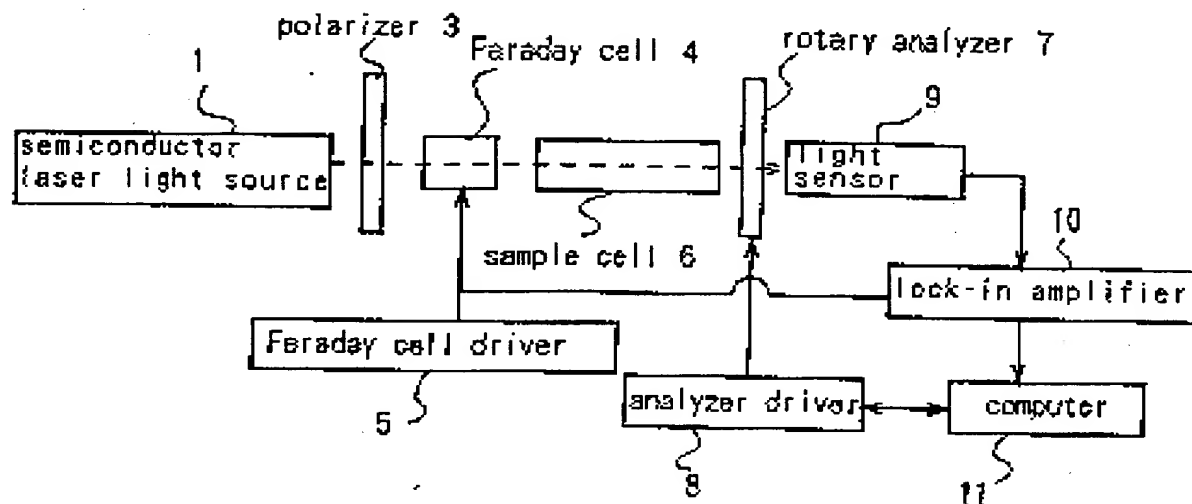 polarizer 3
Faraday cell 4
rotary analyzer 7
1
9
semiconductor
laser light source
light
sensor
10
sample cell 6
lock-in amplifier
Faraday cell driver
5
analyzer driver
computer
8
11